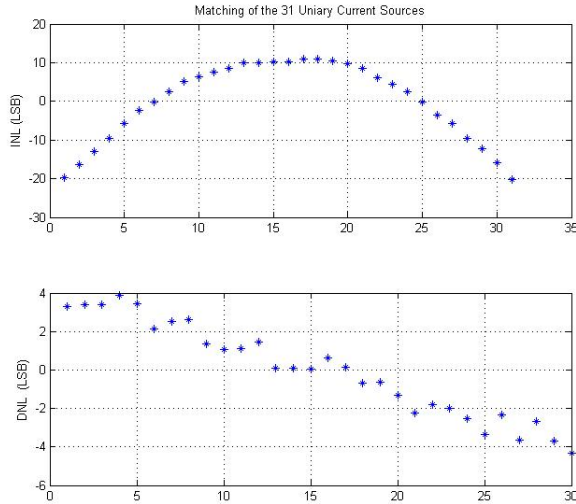 Matching of the 31 Uniary Current Sources
20
10
0
-10
-20
-30
INL (LSB)
0 5 10 15 20 25 30 35
4
2
0
-2
-4
-6
DNL (LSB)
0 5 10 15 20 25 30